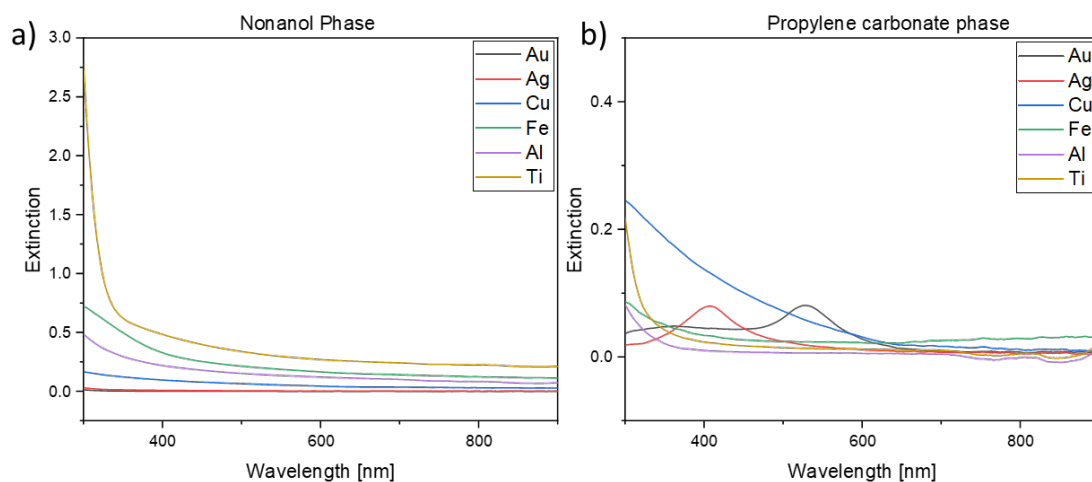 a)
Nonanol Phase
3.0
2.5
2.0
1.5
1.0
0.5
0.0
Extinction
400
600
800
Wavelength [nm]
Au
Ag
Cu
Fe
Al
Ti
b)
Propylene carbonate phase
0.4
0.2
0.0
Extinction
400
600
800
Wavelength [nm]
Au
Ag
Cu
Fe
Al
Ti